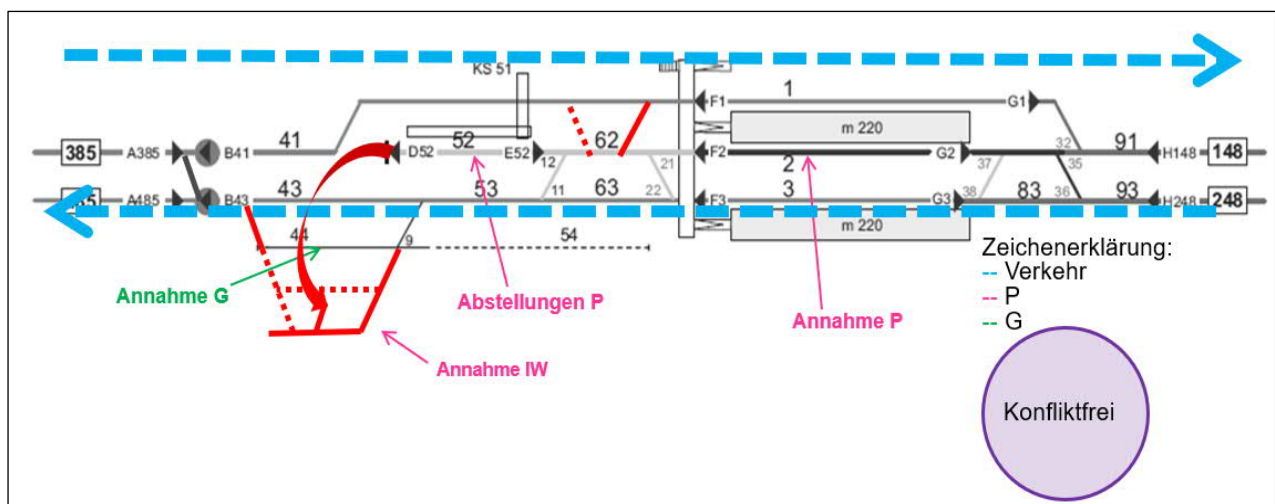 KS 51
F1
1
G1
m 220
41
52
62
32
91
385
A385
B41
D52
E52
12
21
F2
2
G2
37
35
H148
148
43
53
11
63
22
3
38
83
36
93
A485
B43
F3
G3
H248
248
44
9
54
m 220
Annahme G
Abstellungen P
Annahme P
Annahme IW
Zeichenerklärung:
-- Verkehr
-- P
-- G
Konfliktfrei